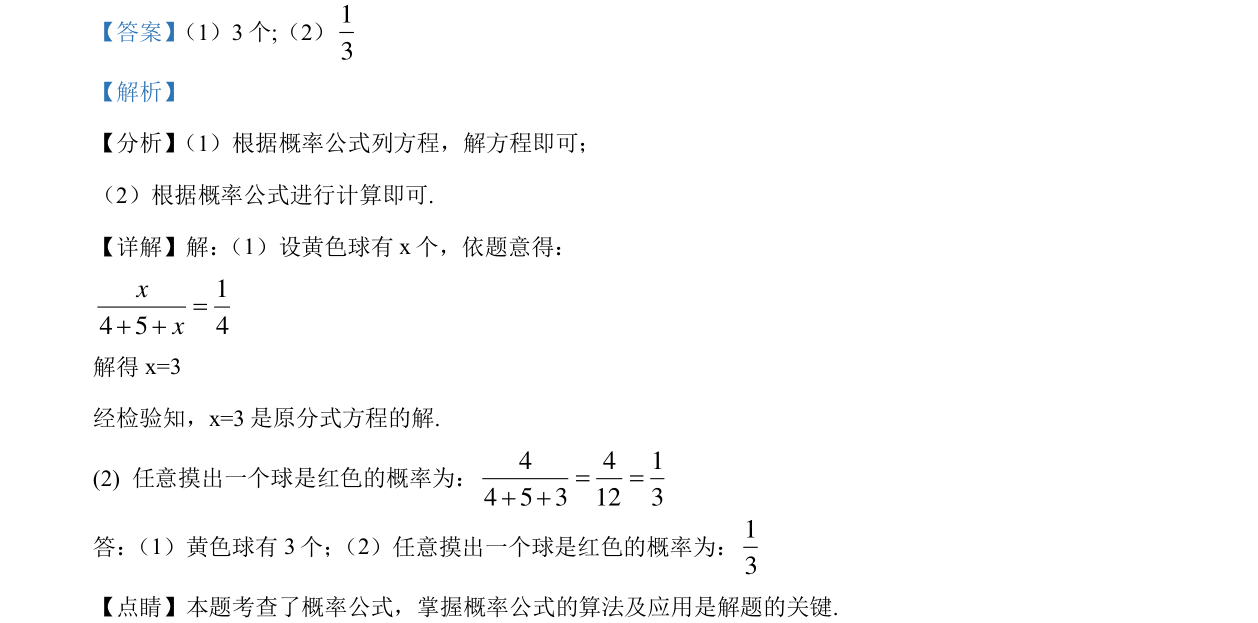 【答案】（1）3 个;（2）1/3
【解析】
【分析】（1）根据概率公式列方程，解方程即可；
（2）根据概率公式进行计算即可.
【详解】解：（1）设黄色球有 x 个，依题意得：
x/(4+5+x) = 1/4
解得 x=3
经检验知，x=3 是原分式方程的解.
(2) 任意摸出一个球是红色的概率为：4/(4+5+3) = 4/12 = 1/3
答：（1）黄色球有 3 个；（2）任意摸出一个球是红色的概率为：1/3
【点睛】本题考查了概率公式，掌握概率公式的算法及应用是解题的关键.